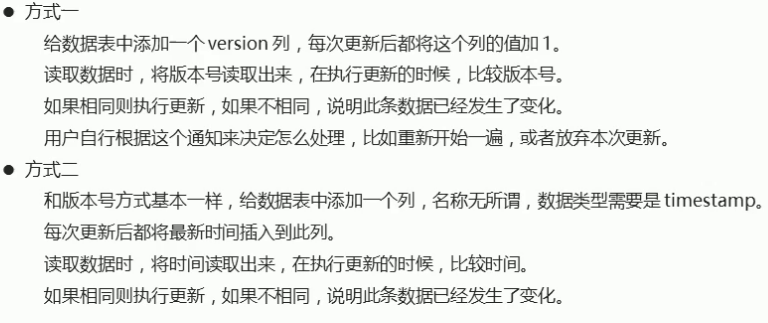 ● 方式一
给数据表中添加一个 version 列，每次更新后都将这个列的值加 1。
读取数据时，将版本号读取出来，在执行更新的时候，比较版本号。
如果相同则执行更新，如果不相同，说明此条数据已经发生了变化。
用户自行根据这个通知来决定怎么处理，比如重新开始一遍，或者放弃本次更新。
● 方式二
和版本号方式基本一样，给数据表中添加一个列，名称无所谓，数据类型需要是 timestamp。
每次更新后都将最新时间插入到此列。
读取数据时，将时间读取出来，在执行更新的时候，比较时间。
如果相同则执行更新，如果不相同，说明此条数据已经发生了变化。